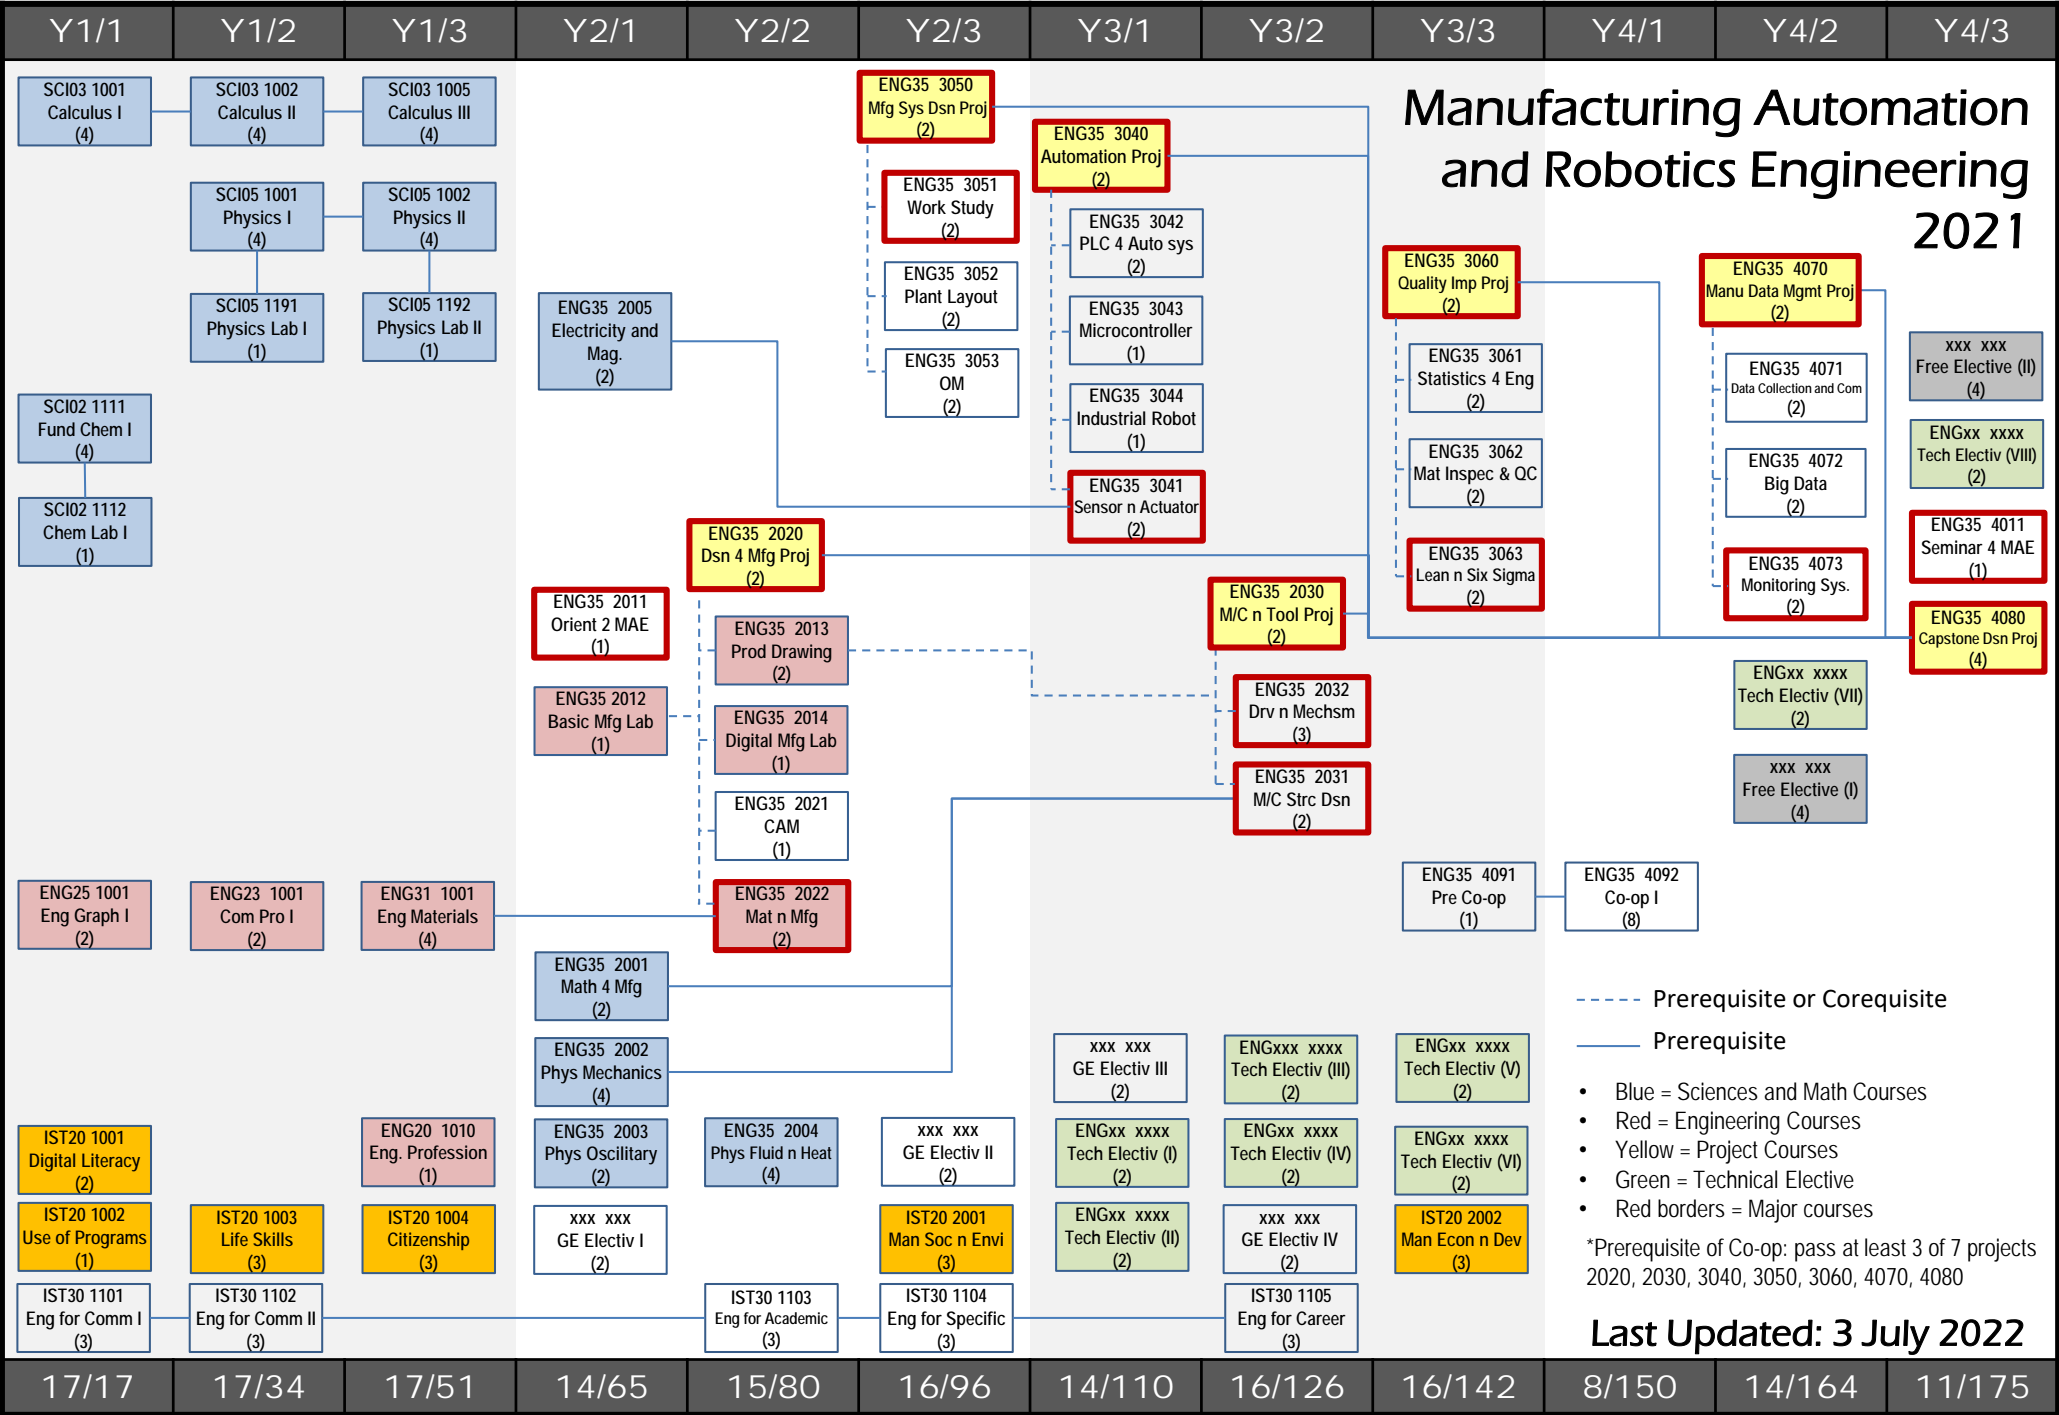 Y1/1
Y1/2
Y1/3
Y2/1
Y2/2
Y2/3
Y3/1
Y3/2
Y3/3
Y4/1
Y4/2
Y4/3
Manufacturing Automation
and Robotics Engineering
2021
SCI03 1001
Calculus I
(4)
SCI02 1111
Fund Chem I
(4)
SCI02 1112
Chem Lab I
(1)
ENG25 1001
Eng Graph I
(2)
IST20 1001
Digital Literacy
(2)
IST20 1002
Use of Programs
(1)
IST30 1101
Eng for Comm I
(3)
SCI03 1002
Calculus II
(4)
SCI05 1001
Physics I
(4)
SCI05 1191
Physics Lab I
(1)
ENG23 1001
Com Pro I
(2)
IST20 1003
Life Skills
(3)
IST30 1102
Eng for Comm II
(3)
SCI03 1005
Calculus III
(4)
SCI05 1002
Physics II
(4)
SCI05 1192
Physics Lab II
(1)
ENG31 1001
Eng Materials
(4)
ENG20 1010
Eng. Profession
(1)
IST20 1004
Citizenship
(3)
ENG35 2005
Electricity and
Mag.
(2)
ENG35 2011
Orient 2 MAE
(1)
ENG35 2012
Basic Mfg Lab
(1)
ENG35 2001
Math 4 Mfg
(2)
ENG35 2002
Phys Mechanics
(4)
ENG35 2003
Phys Oscilitary
(2)
xxx xxx
GE Electiv I
(2)
ENG35 2020
Dsn 4 Mfg Proj
(2)
ENG35 2013
Prod Drawing
(2)
ENG35 2014
Digital Mfg Lab
(1)
ENG35 2021
CAM
(1)
ENG35 2022
Mat n Mfg
(2)
ENG35 2004
Phys Fluid n Heat
(4)
IST30 1103
Eng for Academic
(3)
ENG35 3050
Mfg Sys Dsn Proj
(2)
ENG35 3051
Work Study
(2)
ENG35 3052
Plant Layout
(2)
ENG35 3053
OM
(2)
xxx xxx
GE Electiv II
(2)
IST20 2001
Man Soc n Envi
(3)
IST30 1104
Eng for Specific
(3)
ENG35 3040
Automation Proj
(2)
ENG35 3042
PLC 4 Auto sys
(2)
ENG35 3043
Microcontroller
(1)
ENG35 3044
Industrial Robot
(1)
ENG35 3041
Sensor n Actuator
(2)
xxx xxx
GE Electiv III
(2)
ENGxx xxxx
Tech Electiv (I)
(2)
ENGxx xxxx
Tech Electiv (II)
(2)
ENG35 2030
M/C n Tool Proj
(2)
ENG35 2032
Drv n Mechsm
(3)
ENG35 2031
M/C Strc Dsn
(2)
ENGxxx xxxx
Tech Electiv (III)
(2)
ENGxx xxxx
Tech Electiv (IV)
(2)
xxx xxx
GE Electiv IV
(2)
IST30 1105
Eng for Career
(3)
ENG35 3060
Quality Imp Proj
(2)
ENG35 3061
Statistics 4 Eng
(2)
ENG35 3062
Mat Inspec & QC
(2)
ENG35 3063
Lean n Six Sigma
(2)
ENG35 4091
Pre Co-op
(1)
ENGxx xxxx
Tech Electiv (V)
(2)
ENGxx xxxx
Tech Electiv (VI)
(2)
IST20 2002
Man Econ n Dev
(3)
ENG35 4092
Co-op I
(8)
ENG35 4070
Manu Data Mgmt Proj
(2)
ENG35 4071
Data Collection and Com
(2)
ENG35 4072
Big Data
(2)
ENG35 4073
Monitoring Sys.
(2)
ENGxx xxxx
Tech Electiv (VII)
(2)
xxx xxx
Free Elective (I)
(4)
xxx xxx
Free Elective (II)
(4)
ENGxx xxxx
Tech Electiv (VIII)
(2)
ENG35 4011
Seminar 4 MAE
(1)
ENG35 4080
Capstone Dsn Proj
(4)
Prerequisite or Corequisite
Prerequisite
• Blue = Sciences and Math Courses
• Red = Engineering Courses
• Yellow = Project Courses
• Green = Technical Elective
• Red borders = Major courses
*Prerequisite of Co-op: pass at least 3 of 7 projects
2020, 2030, 3040, 3050, 3060, 4070, 4080
Last Updated: 3 July 2022
17/17
17/34
17/51
14/65
15/80
16/96
14/110
16/126
16/142
8/150
14/164
11/175